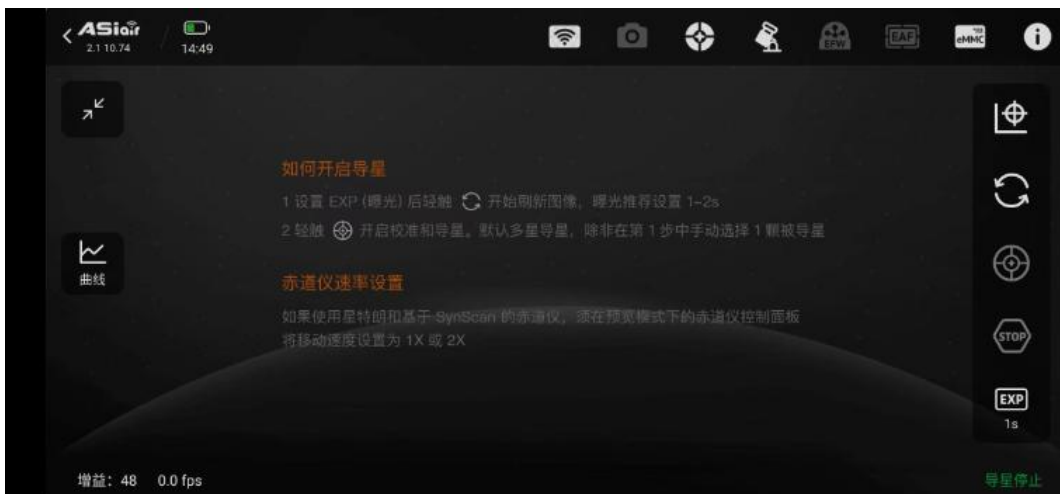 ASiair
2.1 10.74
14:49
EFW
EAF
eMMC
如何开启导星
1 设置 EXP (曝光) 后轻触 开始刷新图像，曝光推荐设置 1-2s
2 轻触 开启校准和导星。默认多星导星，除非在第 1 步中手动选择 1 颗被导星
曲线
赤道仪速率设置
如果使用星特朗和基于 SynScan 的赤道仪，须在预览模式下的赤道仪控制面板
将移动速度设置为 1X 或 2X
STOP
EXP
1s
增益：48 0.0 fps
导星停止